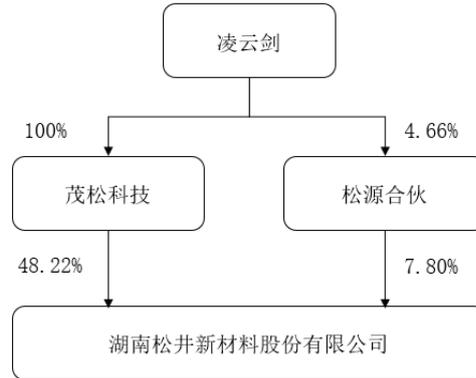 凌云剑
100%
4.66%
茂松科技
松源合伙
48.22%
7.80%
湖南松井新材料股份有限公司